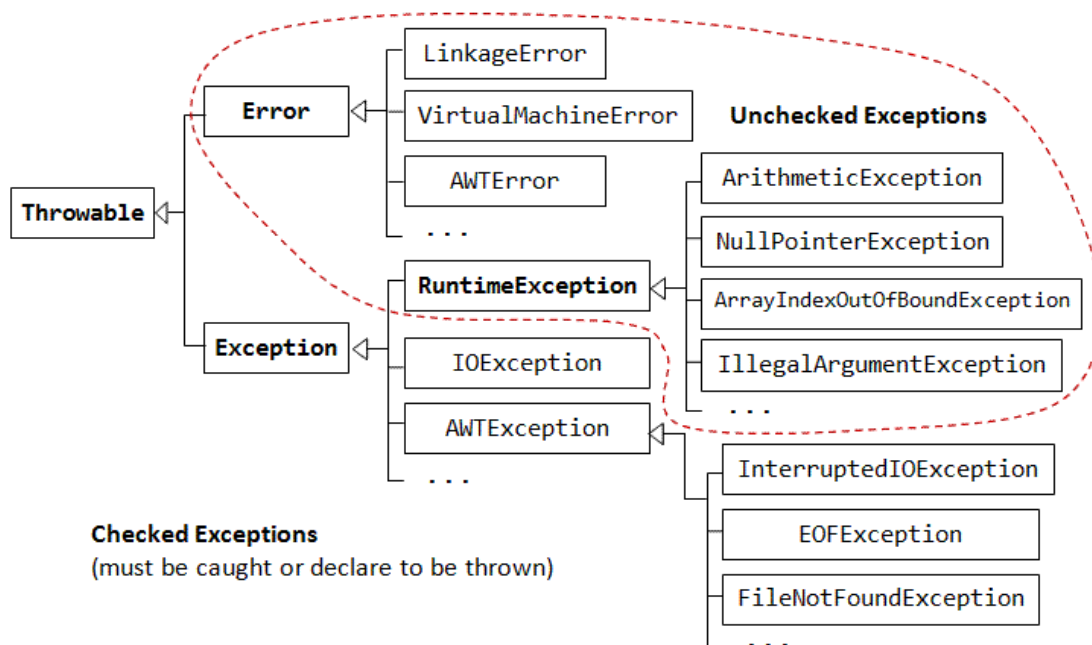 LinkageError
Error
VirtualMachineError
Unchecked Exceptions
AWTError
ArithmeticException
Throwable
...
NullPointerException
RuntimeException
ArrayIndexOutOfBoundException
Exception
IOException
IllegalArgumentException
AWTException
...
...
InterruptedIOException
Checked Exceptions
(must be caught or declare to be thrown)
EOFException
FileNotFoundException
...